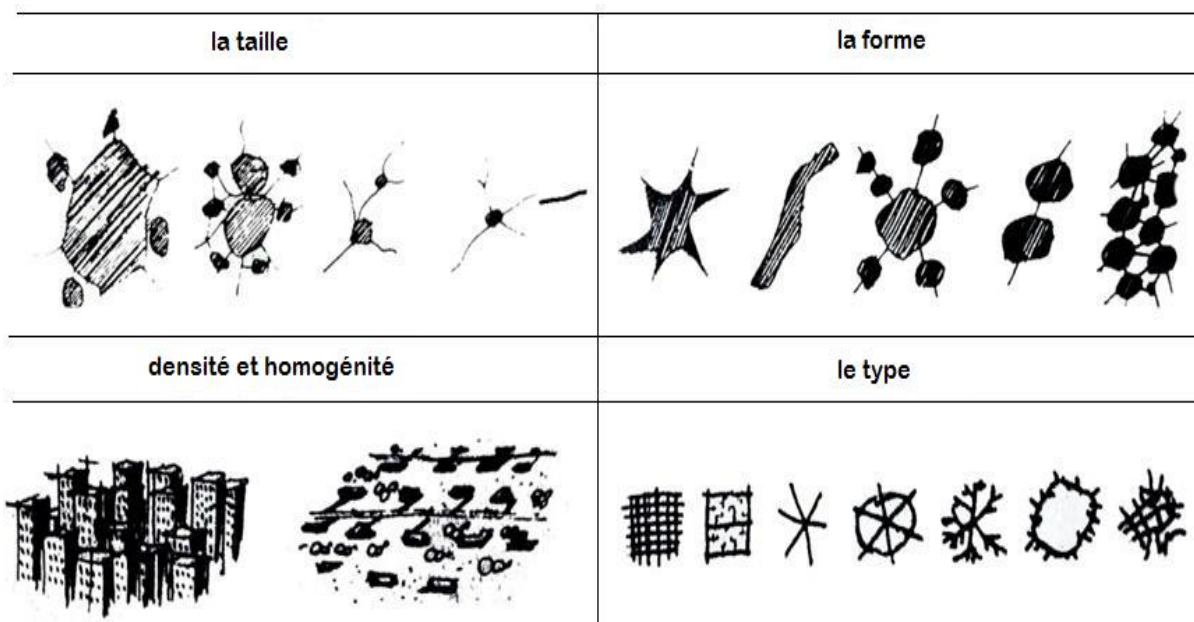 la taille
la forme
densité et homogénité
le type